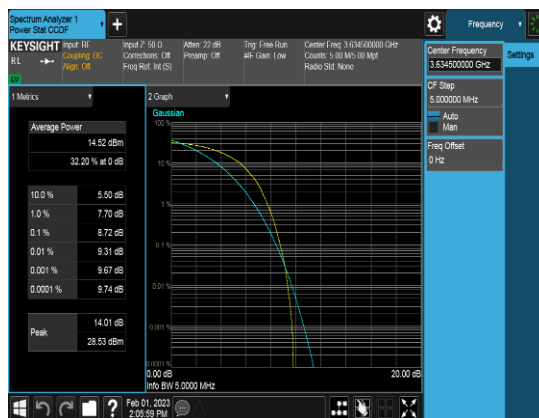 Spectrum Analyzer 1
Power Stat CCDF
Frequency
KEYSIGHT
RL
Input: RF
Coupling: DC
Align: Off
Input Z: 50 Ω
Corrections: Off
Freq Ref: Int (S)
Atten: 22 dB
Preamp: Off
Trig: Free Run
#IF Gain: Low
Center Freq: 3.634500000 GHz
Counts: 5.00 M/5.00 Mpt
Radio Std: None
Center Frequency
3.634500000 GHz
Settings
CF Step
5.000000 MHz
Auto
Man
Freq Offset
0 Hz
1 Metrics
Average Power
14.52 dBm
32.20 % at 0 dB
10.0 % 5.50 dB
1.0 % 7.70 dB
0.1 % 8.72 dB
0.01 % 9.31 dB
0.001 % 9.67 dB
0.0001 % 9.74 dB
Peak
14.01 dB
28.53 dBm
2 Graph
Gaussian
100 %
10 %
1 %
0.1 %
0.01 %
0.001 %
0.0001 %
0.00 dB
20.00 dB
Info BW 5.0000 MHz
?
Feb 01, 2023
2:05:59 PM